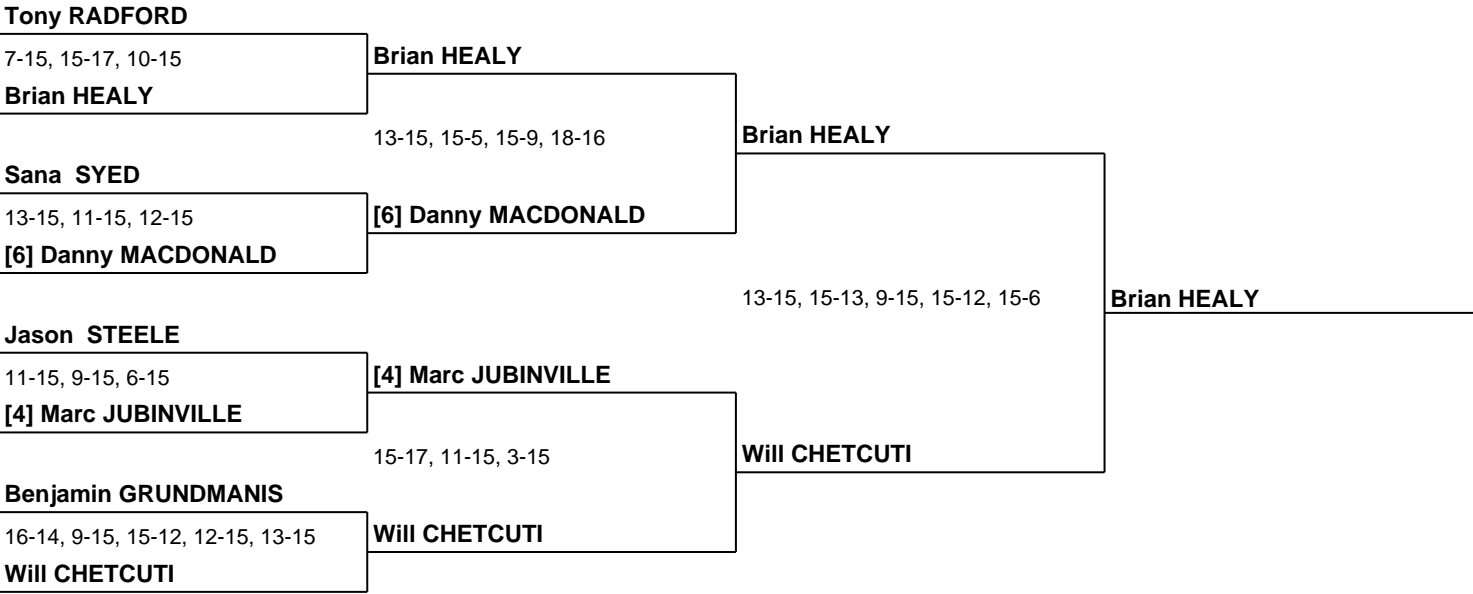 Tony RADFORD
7-15, 15-17, 10-15
Brian HEALY
Brian HEALY
13-15, 15-5, 15-9, 18-16
Brian HEALY
Sana  SYED
13-15, 11-15, 12-15
[6] Danny MACDONALD
[6] Danny MACDONALD
13-15, 15-13, 9-15, 15-12, 15-6
Brian HEALY
Jason  STEELE
11-15, 9-15, 6-15
[4] Marc JUBINVILLE
[4] Marc JUBINVILLE
15-17, 11-15, 3-15
Will CHETCUTI
Benjamin GRUNDMANIS
16-14, 9-15, 15-12, 12-15, 13-15
Will CHETCUTI
Will CHETCUTI